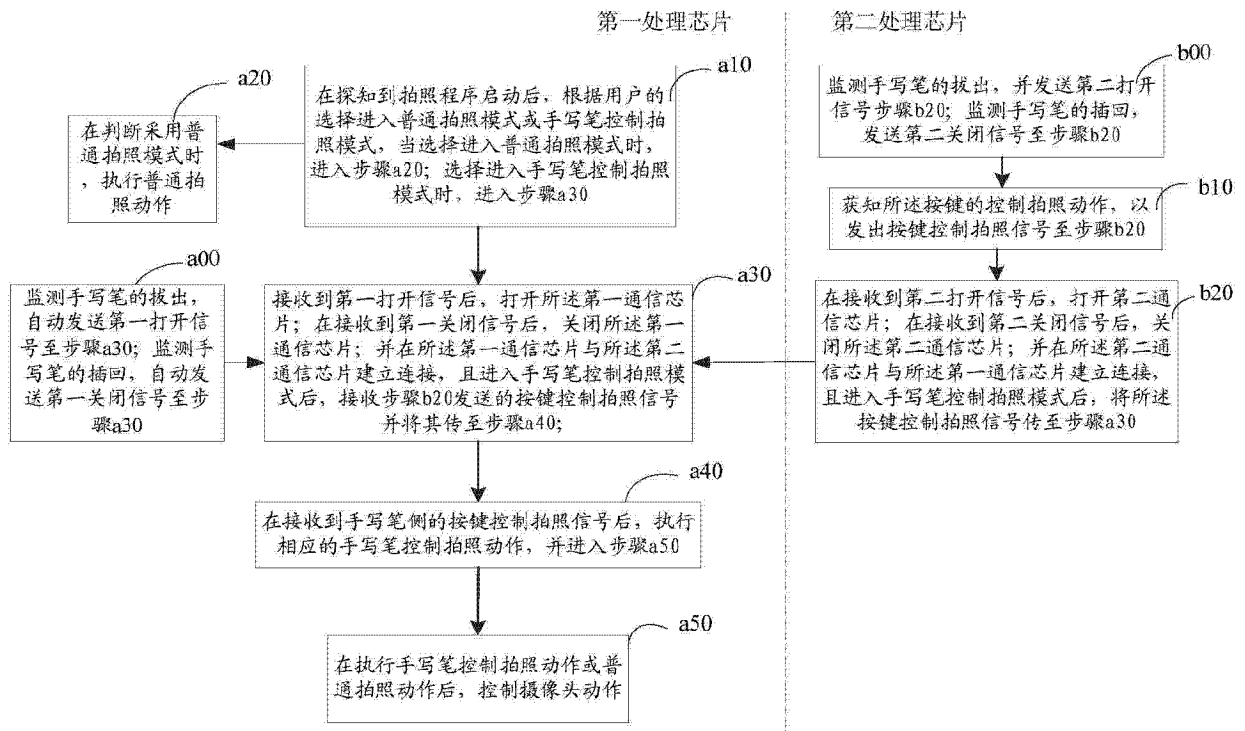 第一处理芯片
第二处理芯片
a20
在判断采用普
通拍照模式时
，执行普通拍
照动作
a10
在探知到拍照程序启动后，根据用户的
选择进入普通拍照模式或手写笔控制拍
照模式，当选择进入普通拍照模式时，
进入步骤a20；选择进入手写笔控制拍照
模式时，进入步骤a30
b00
监测手写笔的拔出，并发送第二打开
信号步骤b20；监测手写笔的插回，
发送第二关闭信号至步骤b20
b10
获知所述按键的控制拍照动作，以
发出按键控制拍照信号至步骤b20
a00
监测手写笔的拔出，
自动发送第一打开信
号至步骤a30；监测手
写笔的插回，自动发
送第一关闭信号至步
骤a30
a30
接收到第一打开信号后，打开所述第一通信芯
片；在接收到第一关闭信号后，关闭所述第一
通信芯片；并在所述第一通信芯片与所述第二
通信芯片建立连接，且进入手写笔控制拍照模
式后，接收步骤b20发送的按键控制拍照信号
并将其传至步骤a40;
b20
在接收到第二打开信号后，打开第二通
信芯片；在接收到第二关闭信号后，关
闭所述第二通信芯片；并在所述第二通
信芯片与所述第一通信芯片建立连接，
且进入手写笔控制拍照模式后，将所述
按键控制拍照信号传至步骤a30
a40
在接收到手写笔侧的按键控制拍照信号后，执行
相应的手写笔控制拍照动作，并进入步骤a50
a50
在执行手写笔控制拍照动作或普
通拍照动作后，控制摄像头动作